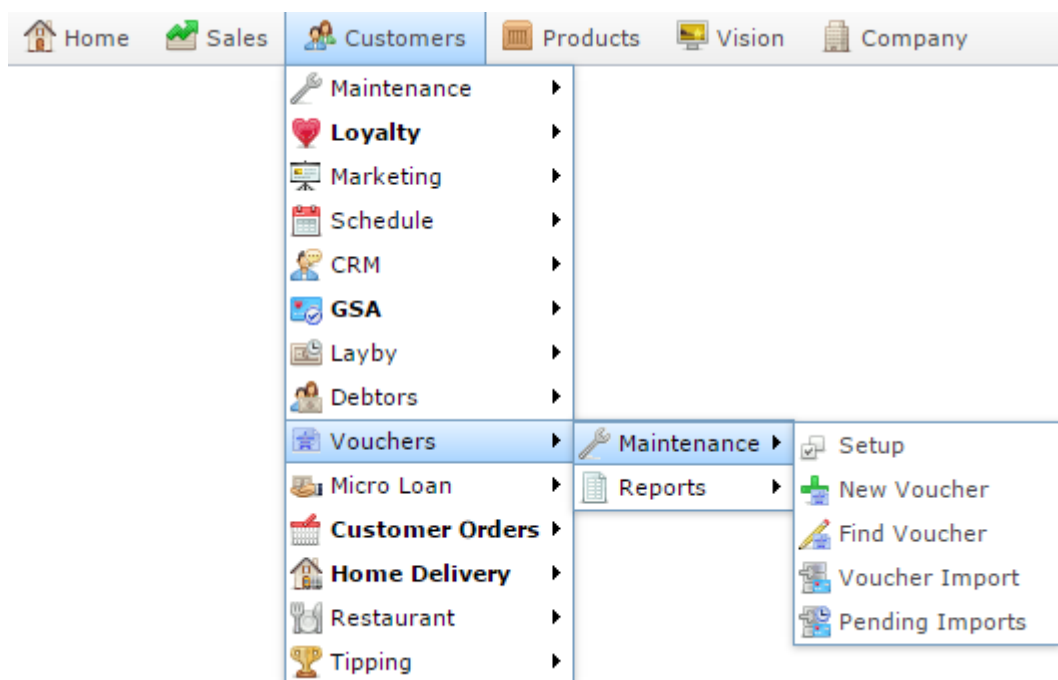 Home Sales Customers Products Vision Company
Maintenance
Loyalty
Marketing
Schedule
CRM
GSA
Layby
Debtors
Vouchers
Micro Loan
Customer Orders
Home Delivery
Restaurant
Tipping
Maintenance
Reports
Setup
New Voucher
Find Voucher
Voucher Import
Pending Imports